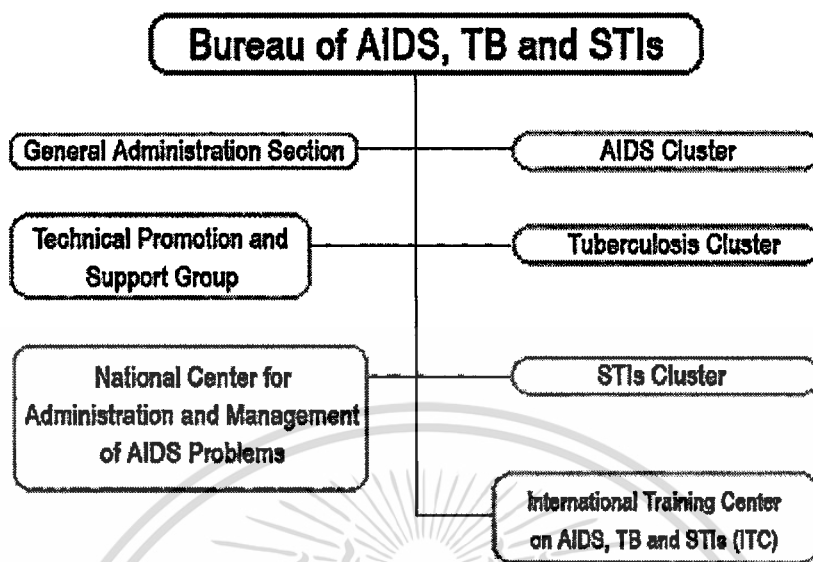 Bureau of AIDS, TB and STIs
General Administration Section
AIDS Cluster
Technical Promotion and
Support Group
Tuberculosis Cluster
National Center for
Administration and Management
of AIDS Problems
STIs Cluster
International Training Center
on AIDS, TB and STIs (ITC)